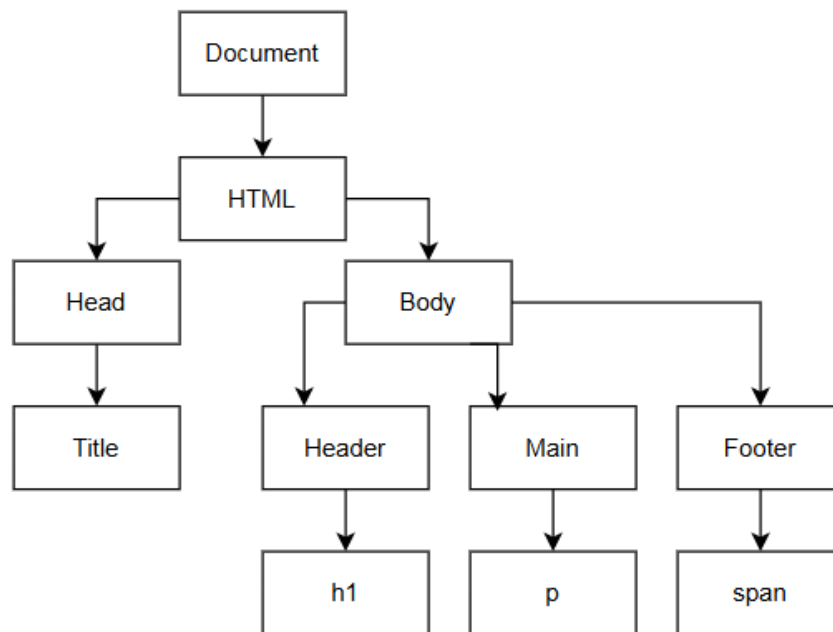 Document
HTML
Head
Body
Title
Header
Main
Footer
h1
p
span